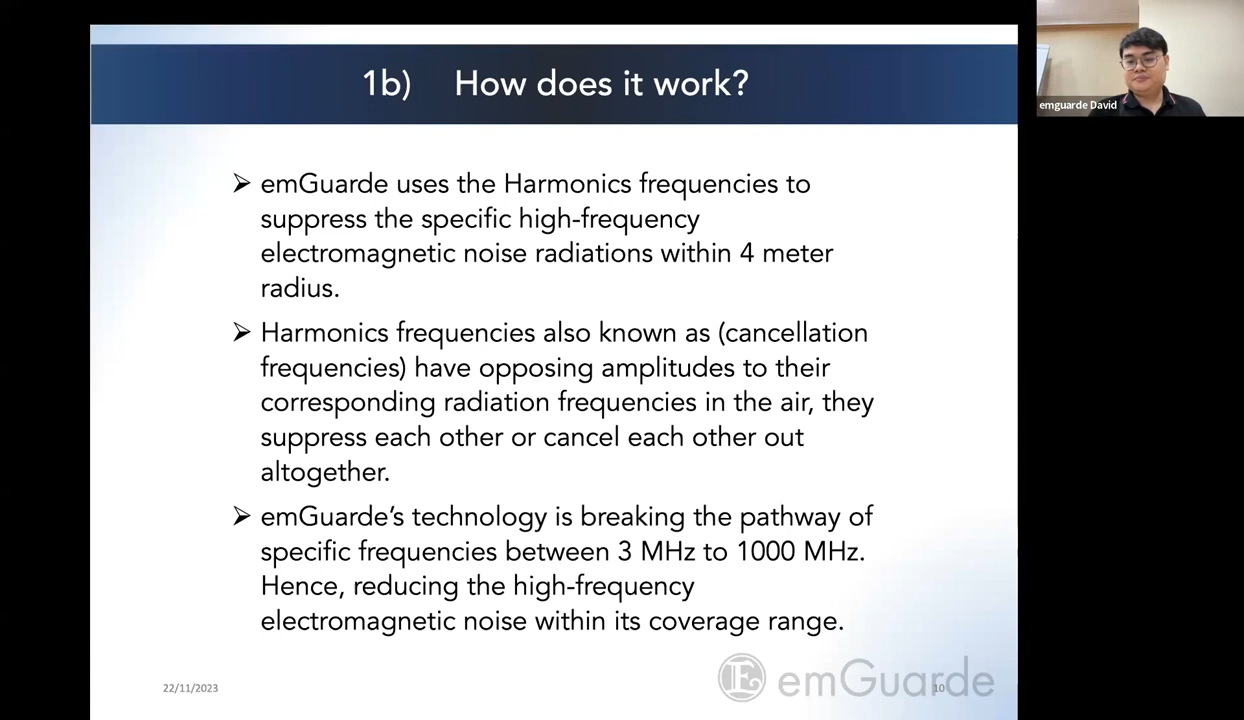 1b) How does it work?
emGuarde uses the Harmonics frequencies to
suppress the specific high-frequency
electromagnetic noise radiations within 4 meter
radius.
Harmonics frequencies also known as (cancellation
frequencies) have opposing amplitudes to their
corresponding radiation frequencies in the air, they
suppress each other or cancel each other out
altogether.
emGuarde’s technology is breaking the pathway of
specific frequencies between 3 MHz to 1000 MHz.
Hence, reducing the high-frequency
electromagnetic noise within its coverage range.
22/11/2023
10
emGuarde
emguarde David